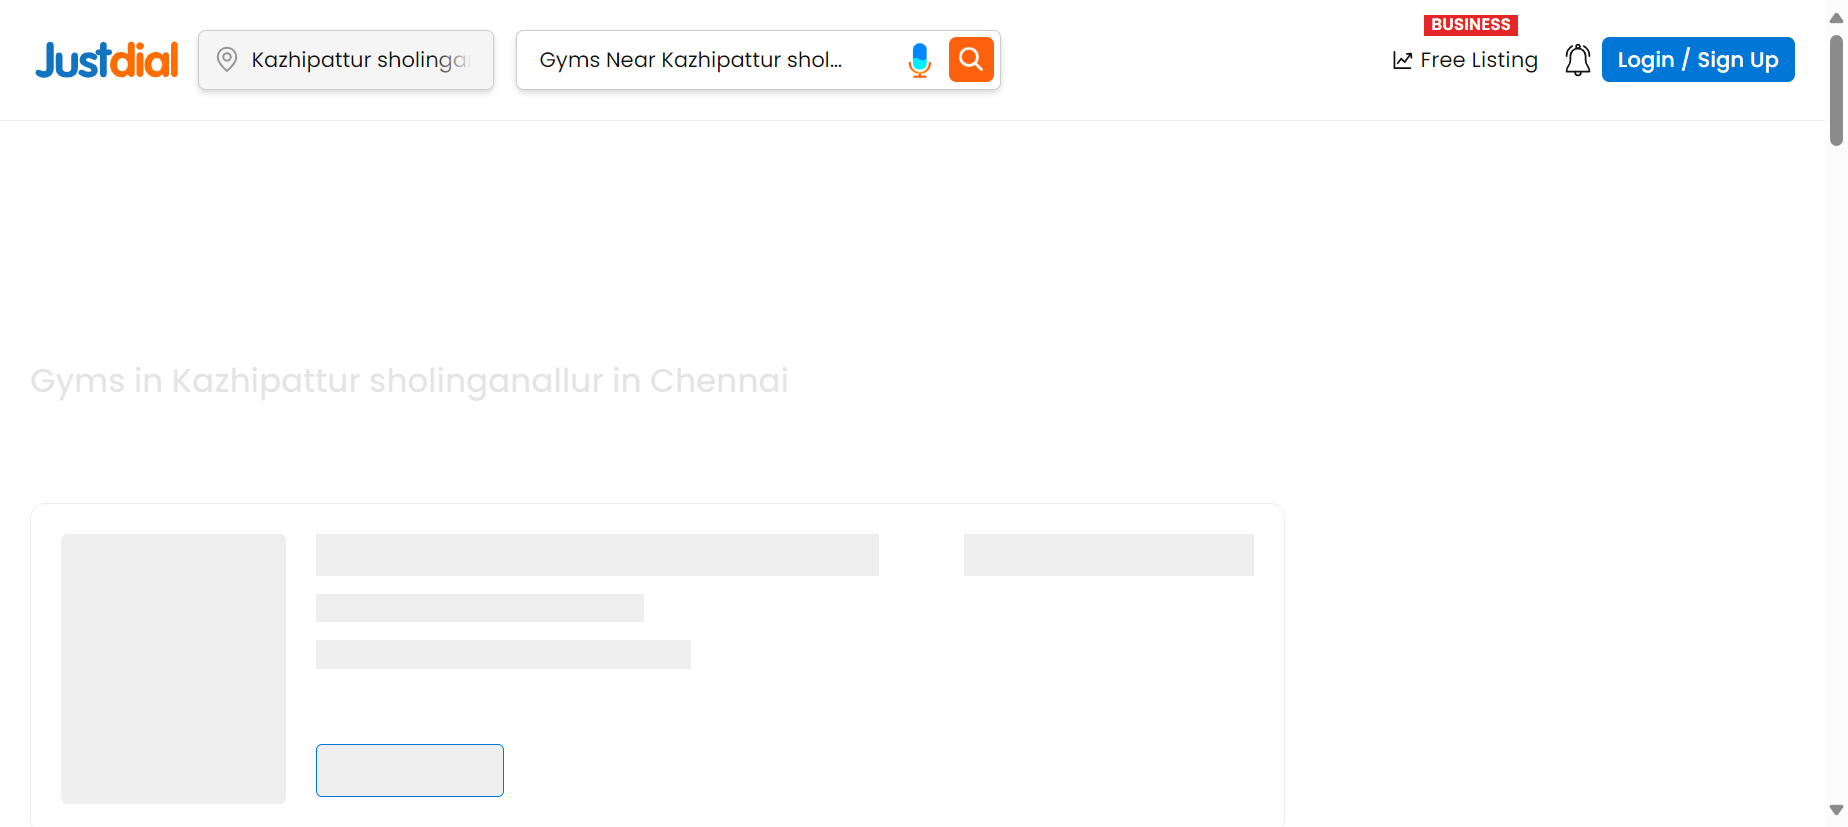 BUSINESS
Justdial
Kazhipattur sholinga
Gyms Near Kazhipattur shol...
Free Listing
Login / Sign Up
Gyms in Kazhipattur sholinganallur in Chennai